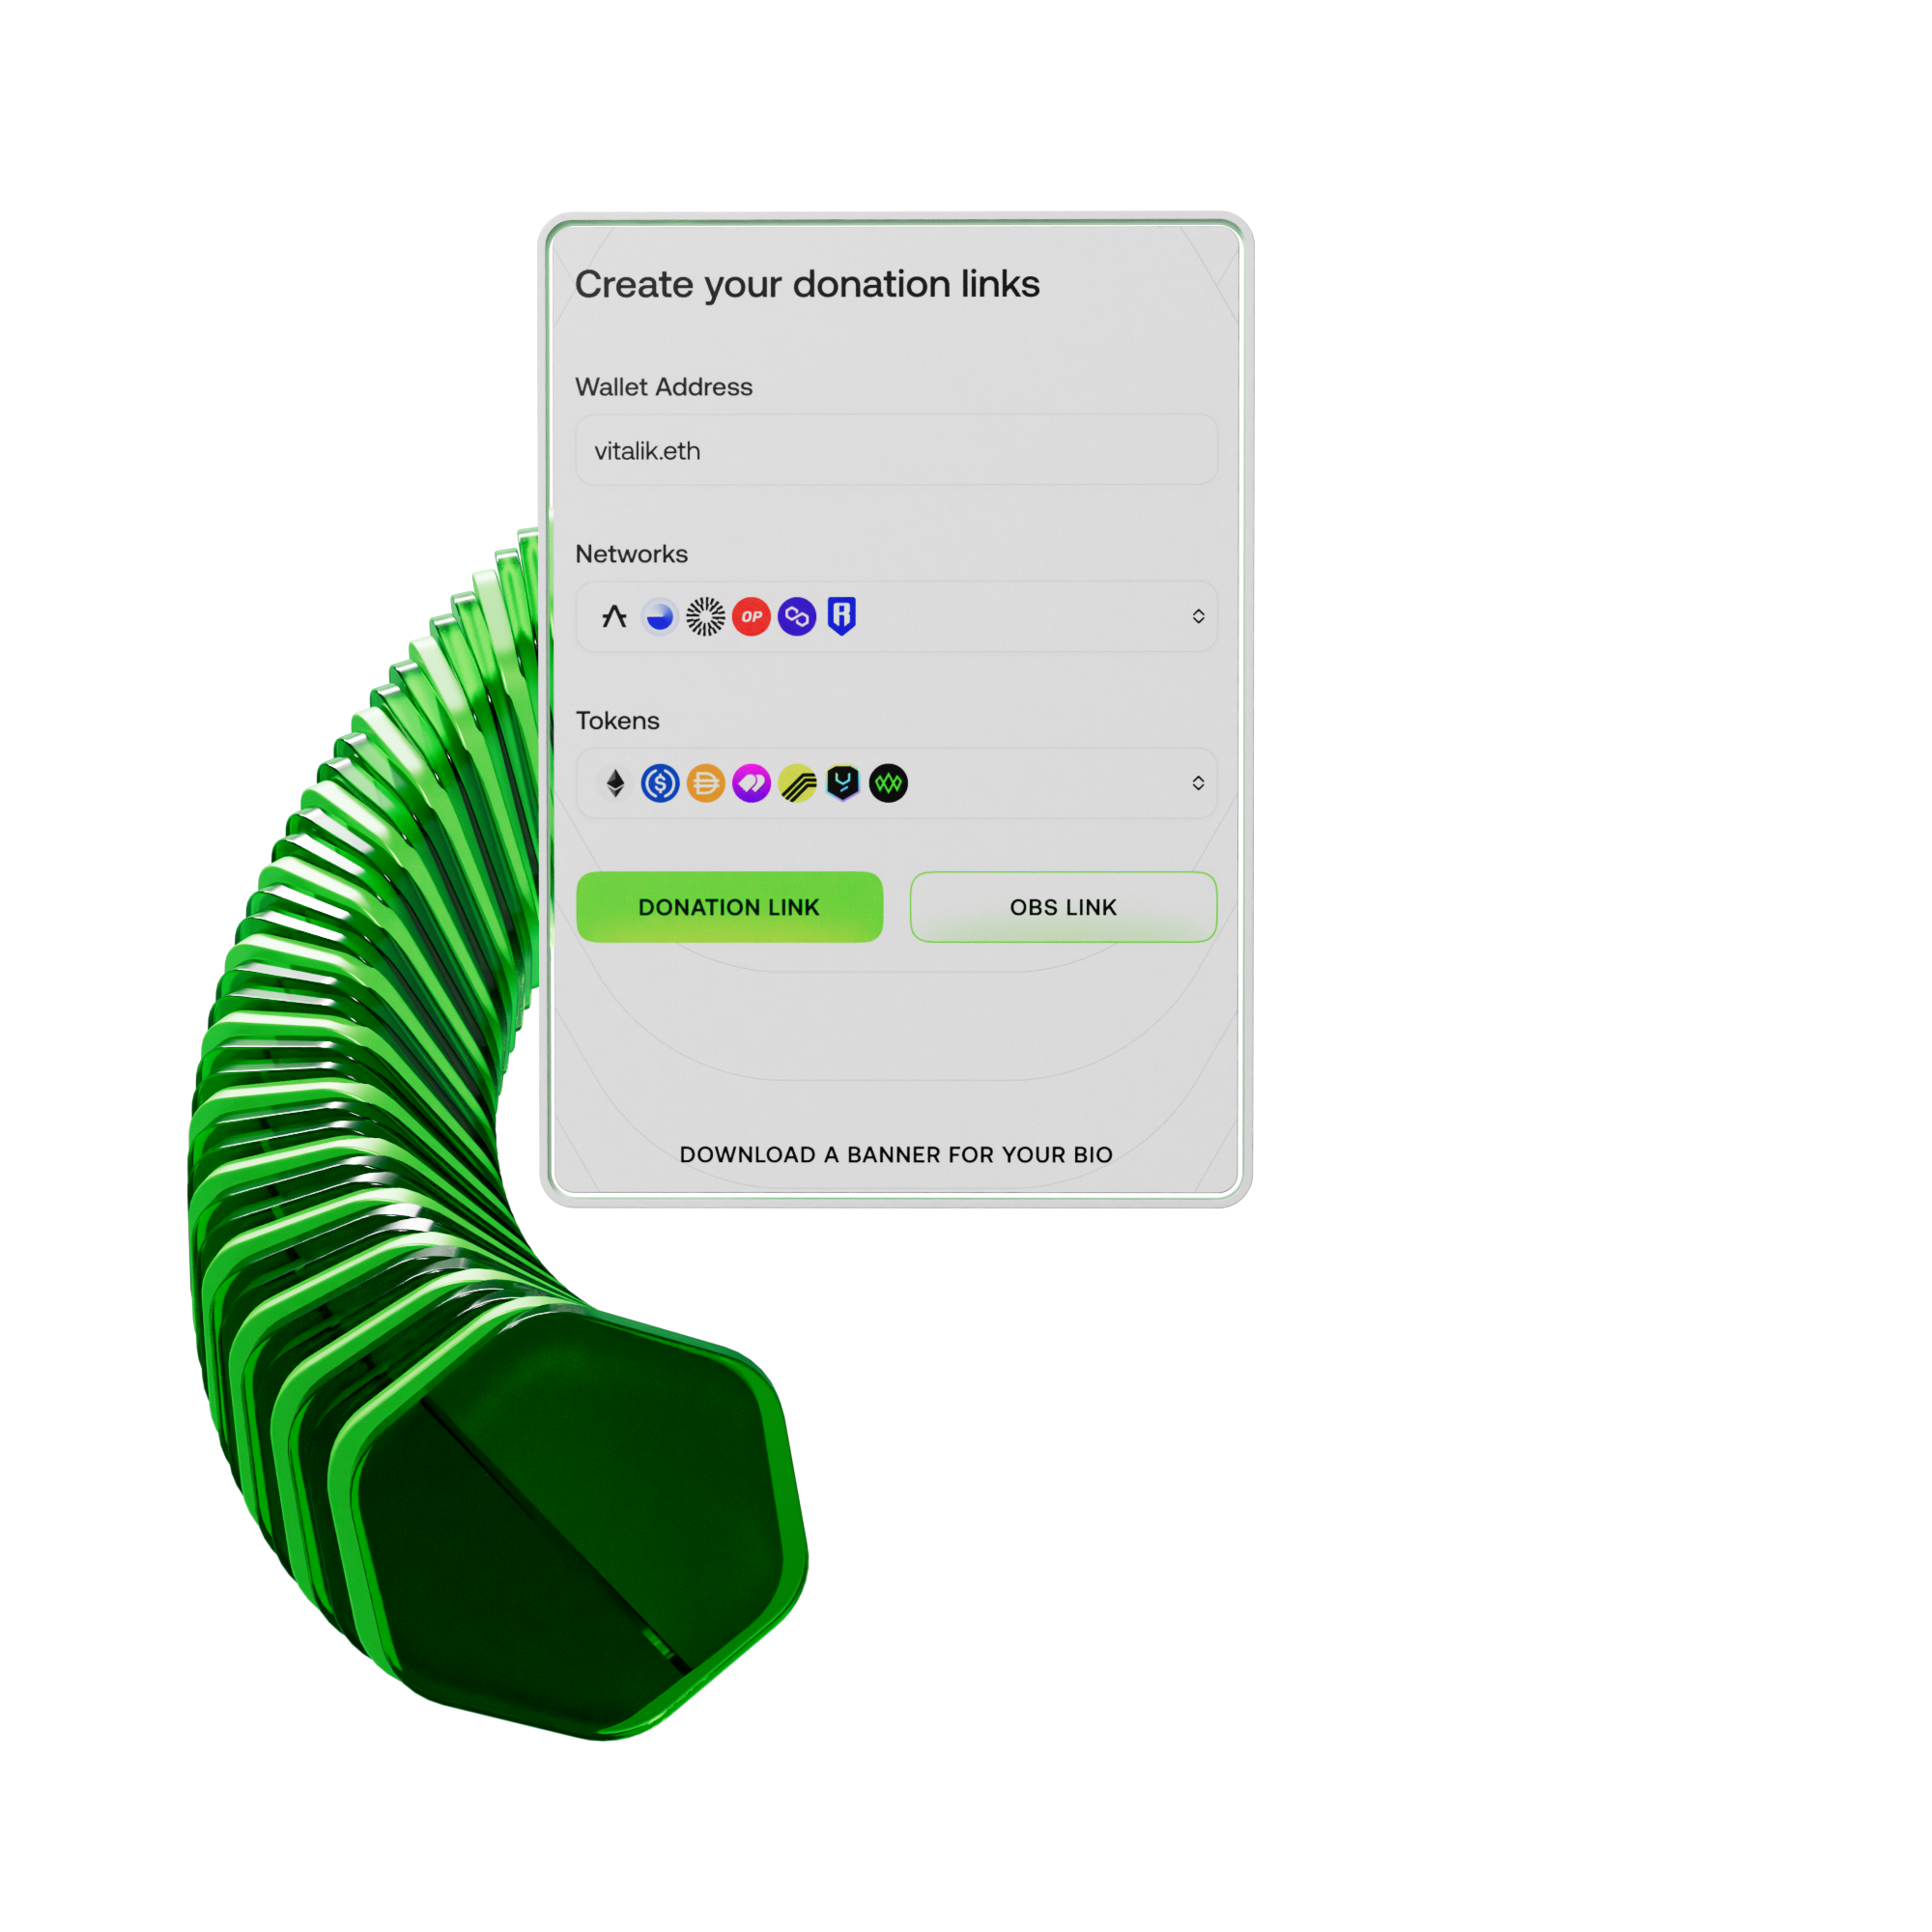 Create your donation links
Wallet Address
vitalik.eth
Networks
OP
Tokens
DONATION LINK
OBS LINK
DOWNLOAD A BANNER FOR YOUR BIO